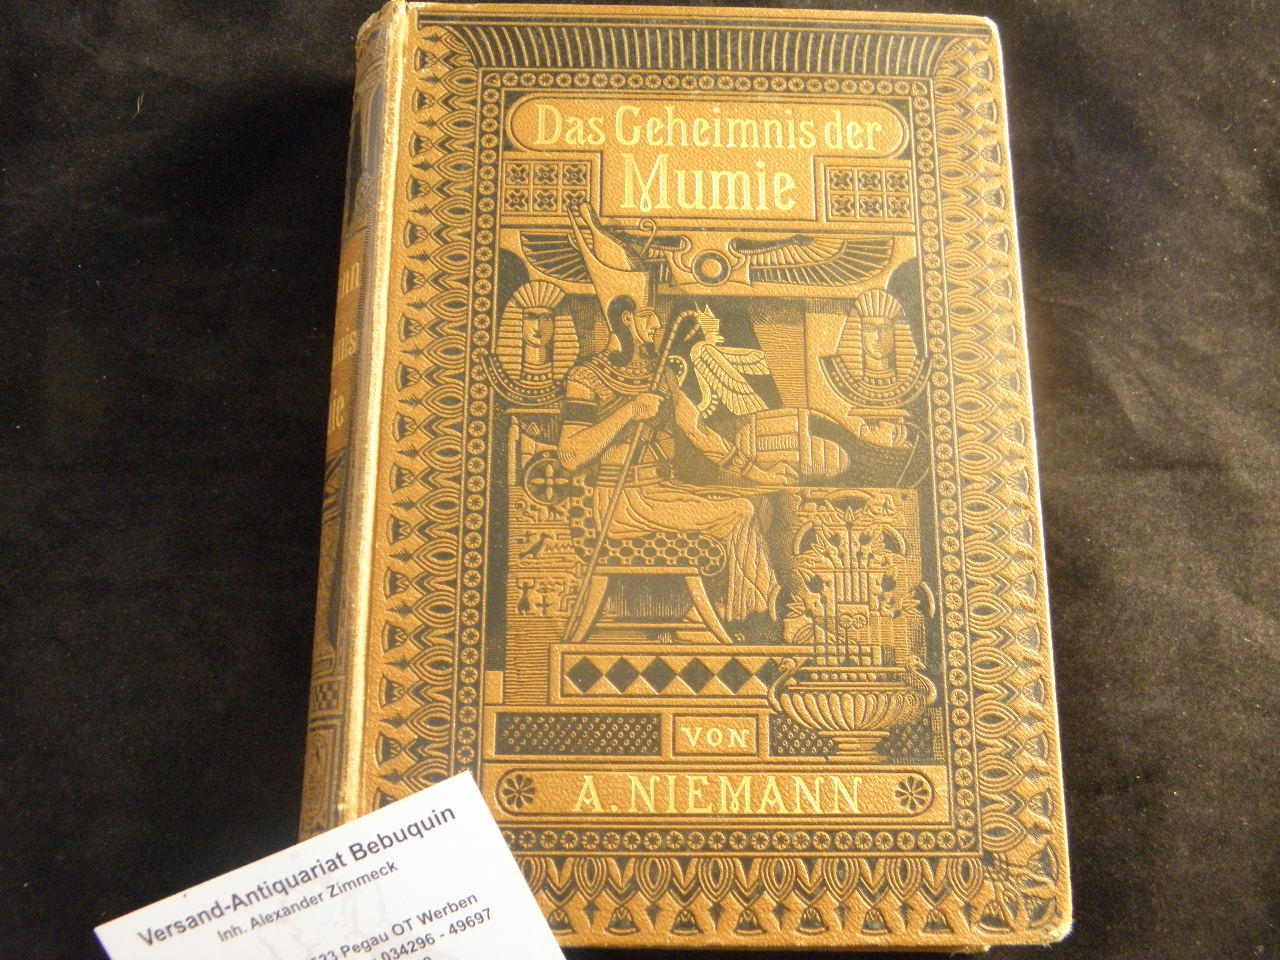 Das Geheimnis der
Mumie
VON
A. NIEMANN
Versand-Antiquariat Bebuquin
Inh. Alexander Zimmeck
Pegau OT Werben
034296 - 49697